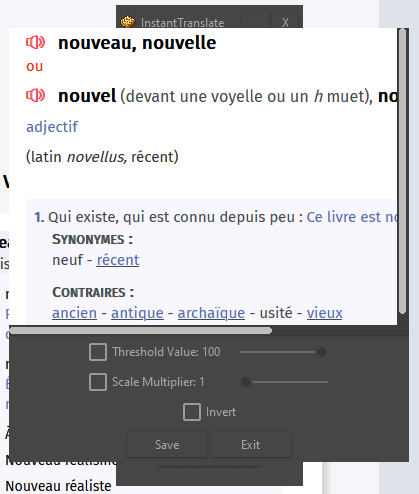 InstantTranslate X
nouveau, nouvelle
ou
nouvel (devant une voyelle ou un h muet), no
adjectif
(latin novellus, récent)
1. Qui existe, qui est connu depuis peu : Ce livre est no
SYNONYMES :
neuf - récent
CONTRAIRES :
ancien - antique - archaïque - usité - vieux
Threshold Value: 100
Scale Multiplier: 1
Invert
Save Exit
Nouveau réalisme
Nouveau réaliste